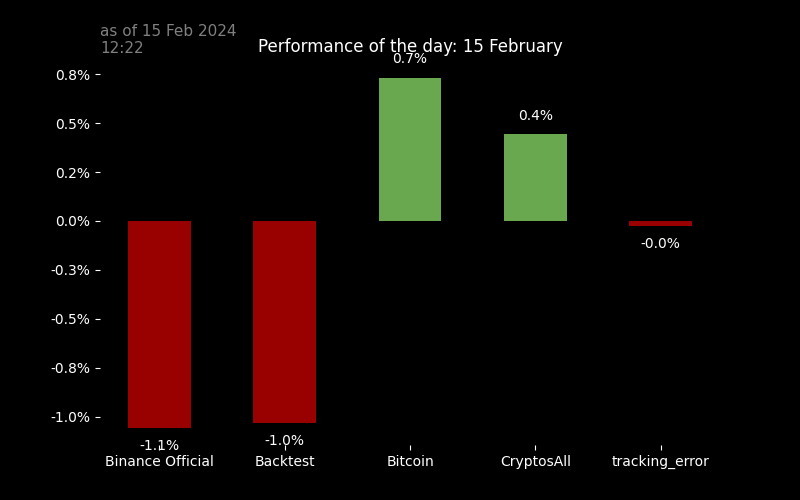 as of 15 Feb 2024
12:22
Performance of the day: 15 February
0.8%
0.5%
0.2%
0.0%
-0.3%
-0.5%
-0.8%
-1.0%
-1.1%
-1.0%
0.7%
0.4%
-0.0%
Binance Official
Backtest
Bitcoin
CryptosAll
tracking_error